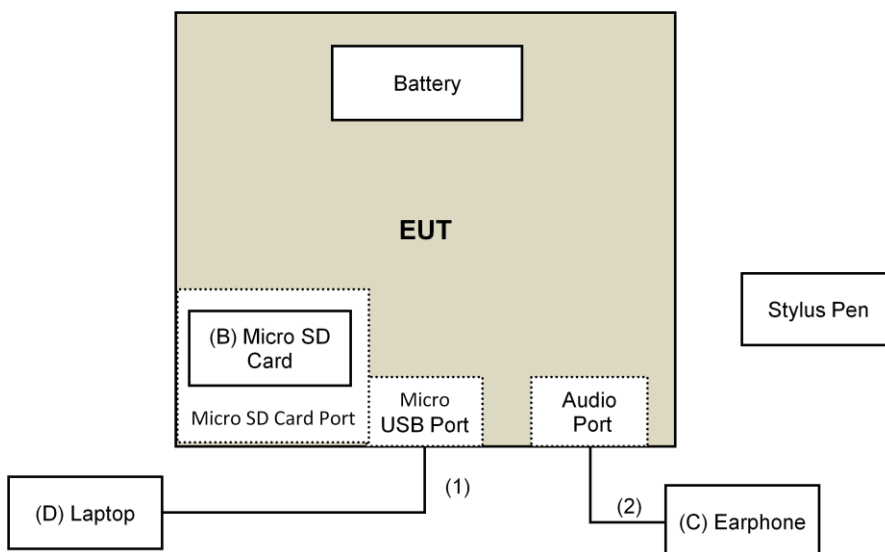 Battery
EUT
Stylus Pen
(B) Micro SD
Card
Micro SD Card Port
Micro
USB Port
Audio
Port
(1)
(2)
(D) Laptop
(C) Earphone